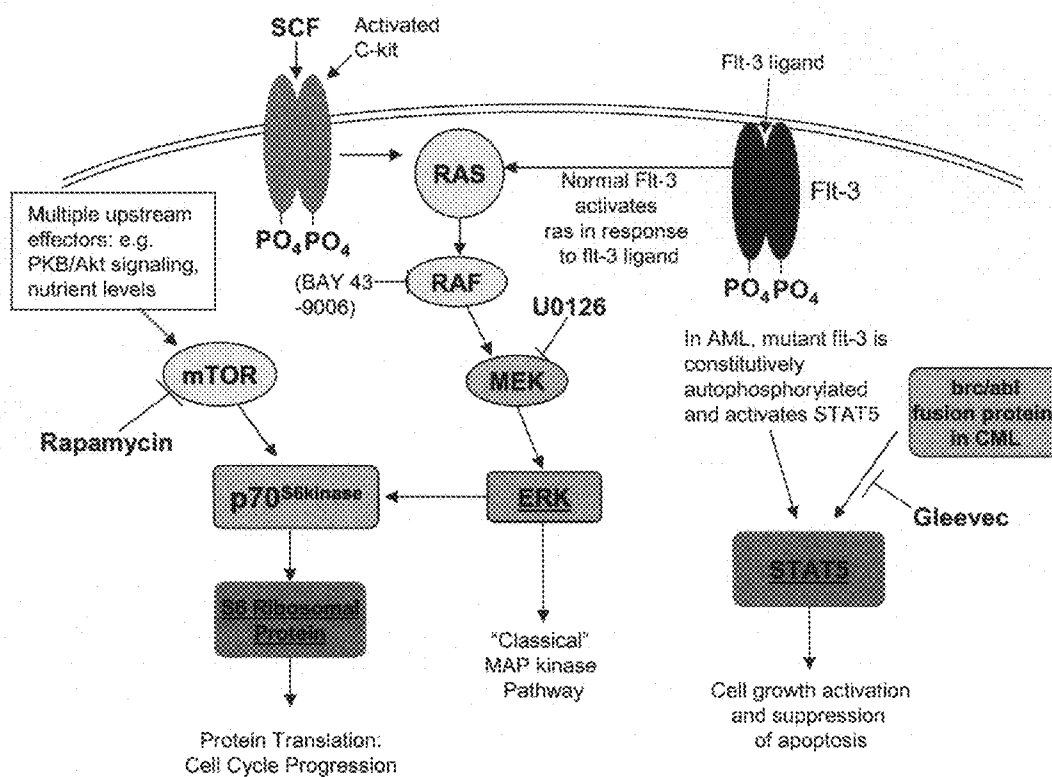 SCF
Activated
C-kit
Flt-3 ligand
RAS
Normal Flt-3
activates
ras in response
to flt-3 ligand
Flt-3
Multiple upstream
effectors: e.g.
PKB/Akt signaling,
nutrient levels
PO4 PO4
PO4 PO4
(BAY 43
-9006)
RAF
U0126
mTOR
MEK
In AML, mutant flt-3 is
constitutively
autophosphorylated
and activates STAT5
brc/abl
fusion protein
in CML
Rapamycin
p70S6kinase
ERK
Gleevec
STAT5
S6 Ribosomal
Protein
"Classical"
MAP kinase
Pathway
Cell growth activation
and suppression
of apoptosis
Protein Translation:
Cell Cycle Progression